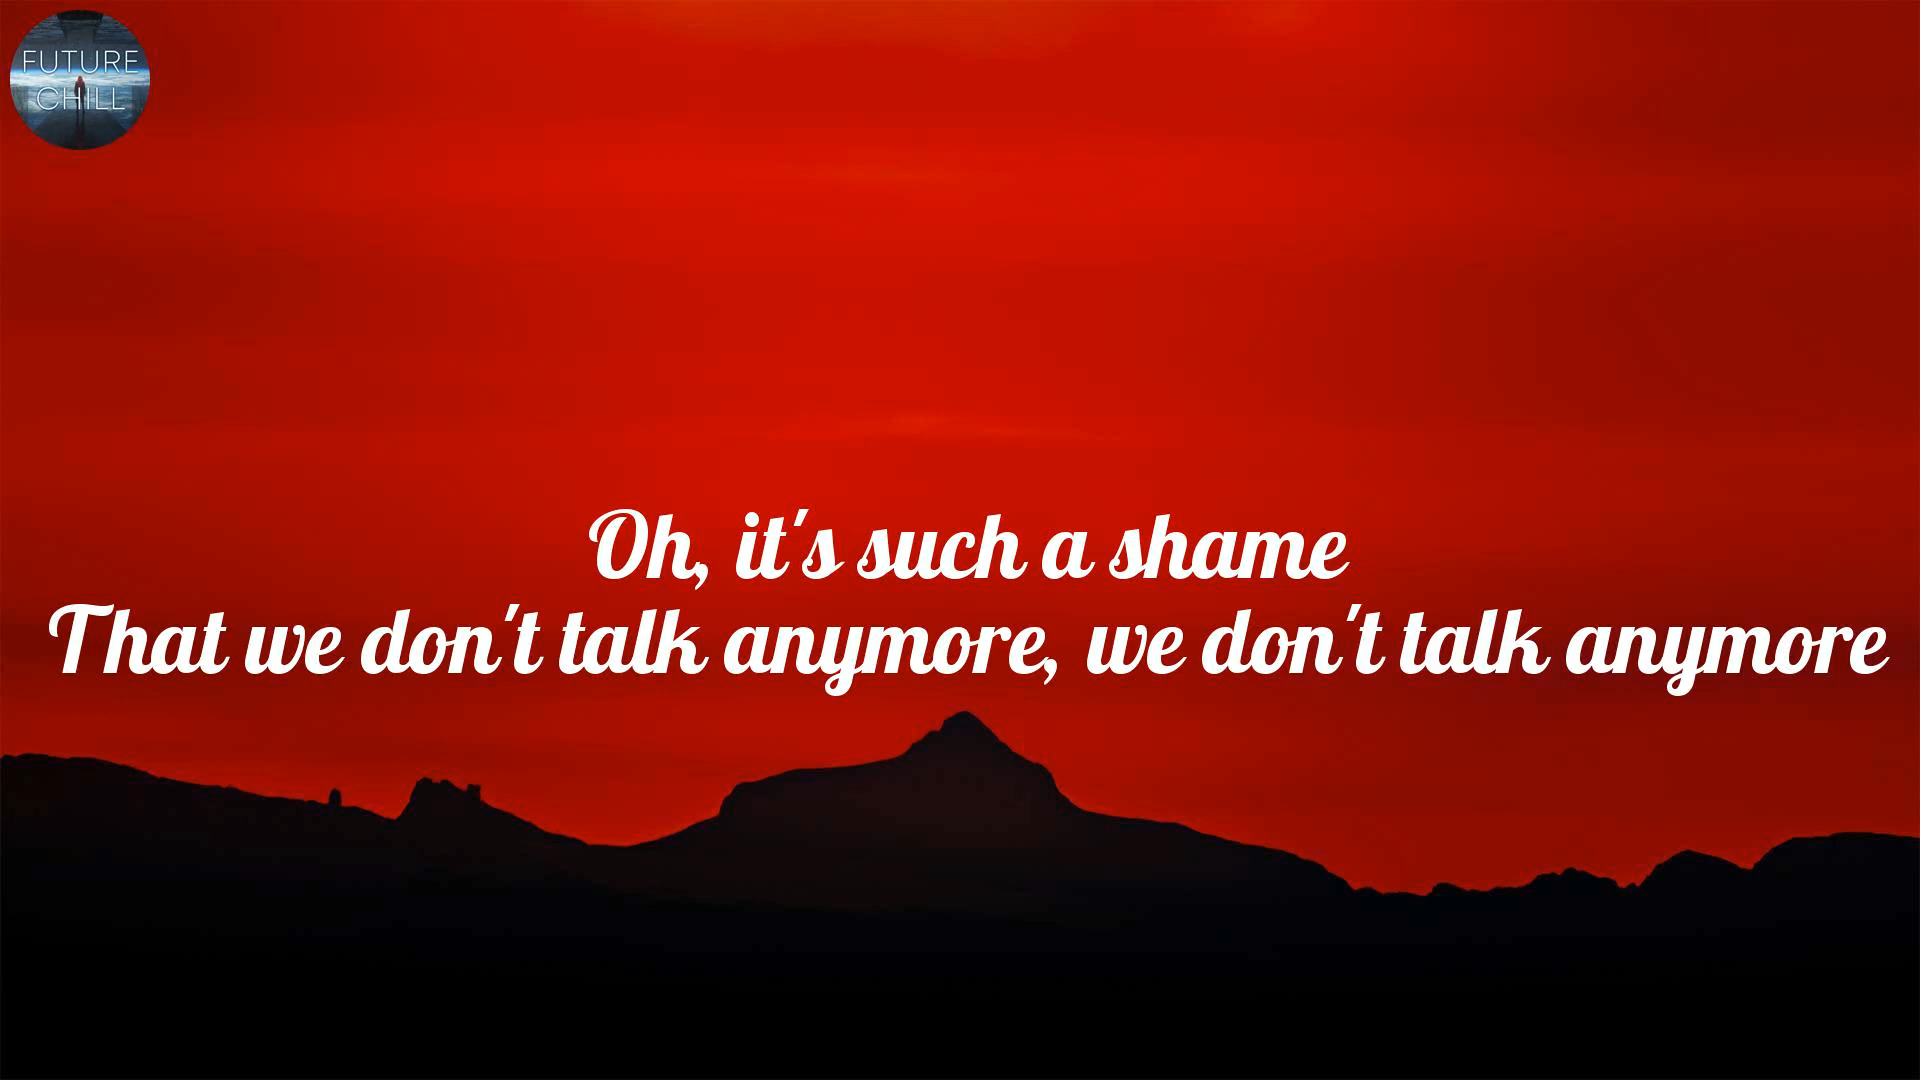 FUTURE
CHILL
Oh, it's such a shame
That we don't talk anymore, we don't talk anymore